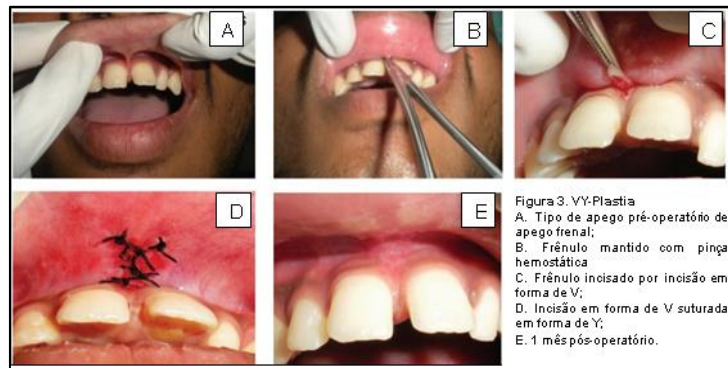 A
B
C
D
E
Figura 3. VY-Plastia
A. Tipo de apego pré-operatório de
apego frenal;
B. Frênulo mantido com pinça
hemostática
C. Frênulo incisado por incisão em
forma de V;
D. Incisão em forma de V suturada
em forma de Y;
E. 1 mês pós-operatório.